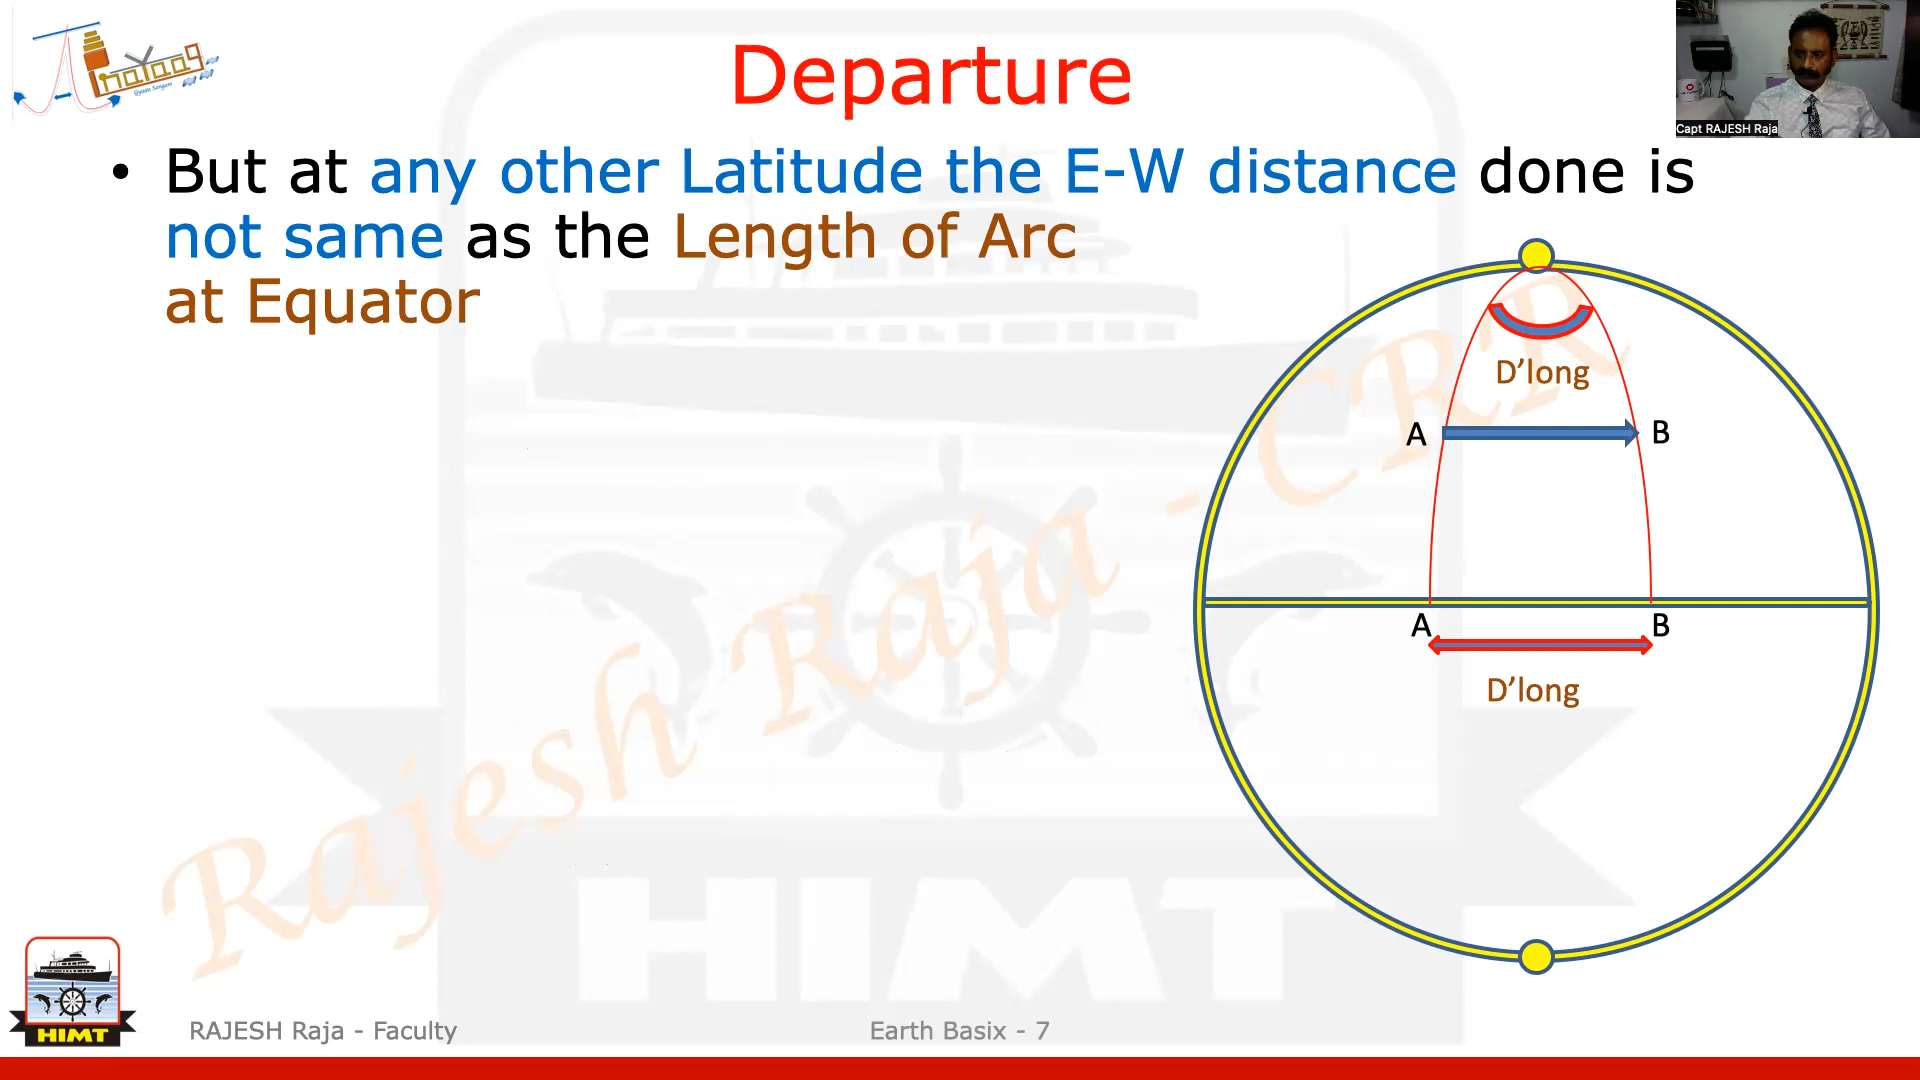 Departure
Capt RAJESH Raja
• But at any other Latitude the E-W distance done is
not same as the Length of Arc
at Equator
D’long
A B
A B
D’long
Rajesh Raja - CRR
HIMT
HIMT
RAJESH Raja - Faculty
Earth Basix - 7